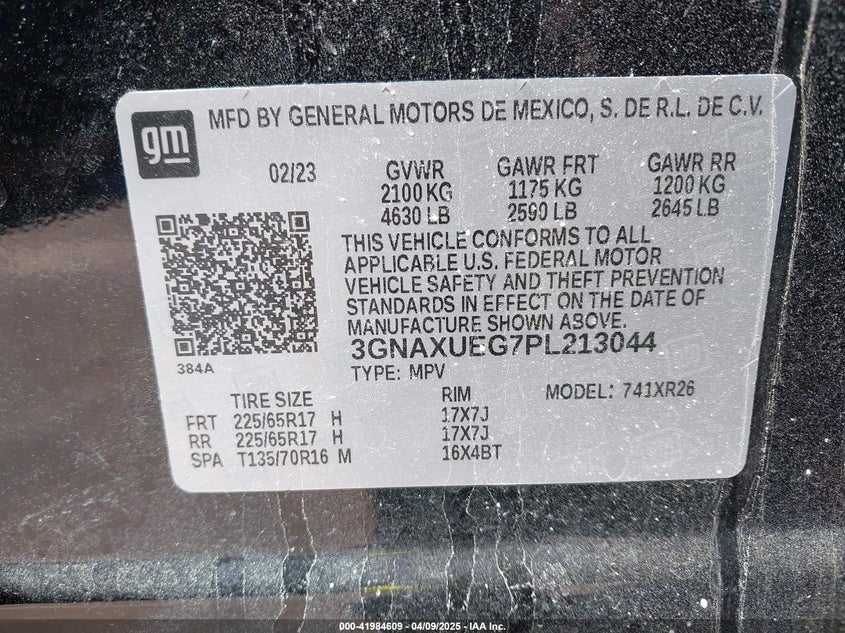 gm
MFD BY GENERAL MOTORS DE MEXICO, S. DE R.L. DE C.V.
02/23 GVWR GAWR FRT GAWR RR
2100 KG 1175 KG 1200 KG
4630 LB 2590 LB 2645 LB
THIS VEHICLE CONFORMS TO ALL
APPLICABLE U.S. FEDERAL MOTOR
VEHICLE SAFETY AND THEFT PREVENTION
STANDARDS IN EFFECT ON THE DATE OF
MANUFACTURE SHOWN ABOVE.
3GNAXUEG7PL213044
384A
TYPE: MPV
TIRE SIZE RIM MODEL: 741XR26
FRT 225/65R17 H 17X7J
RR 225/65R17 H 17X7J
SPA T135/70R16 M 16X4BT
000-41984609 - 04/09/2025 - IAA Inc.